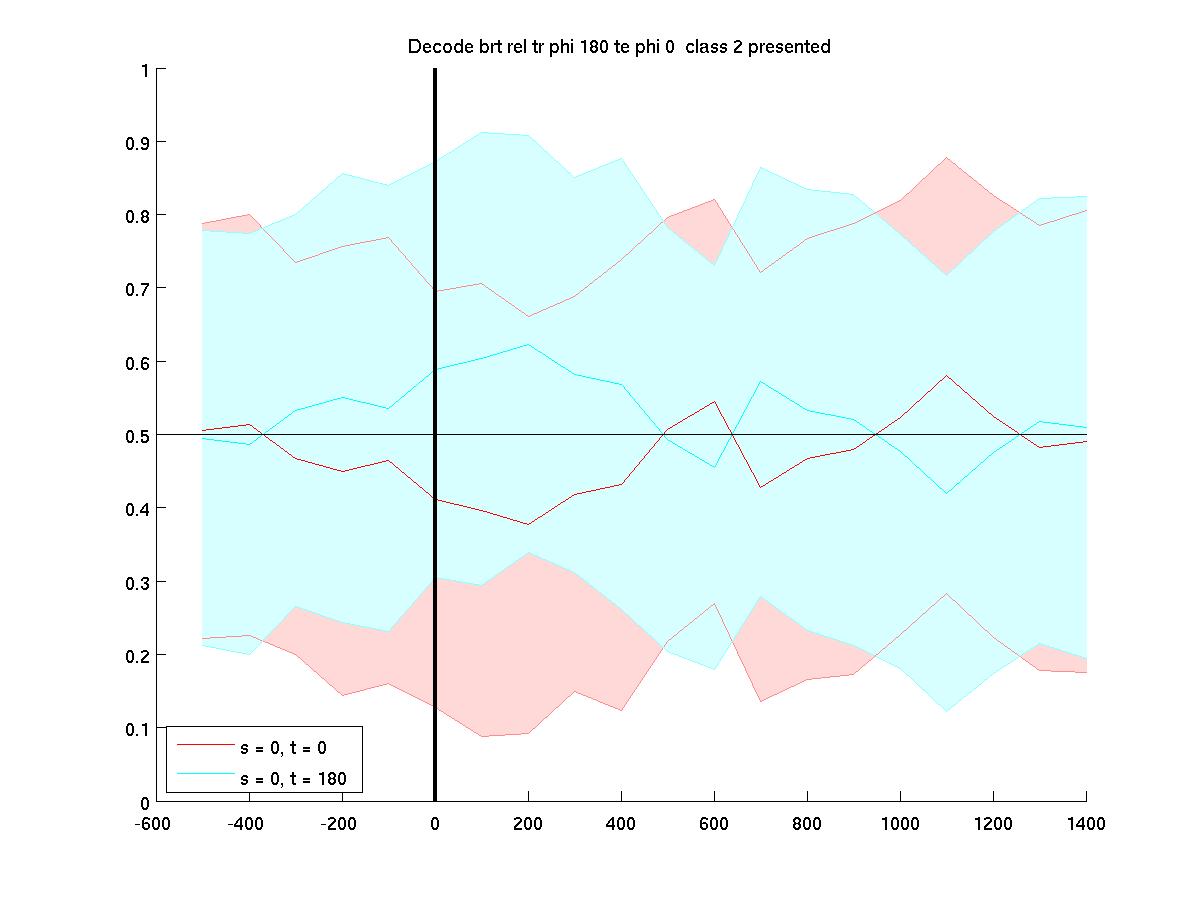 Decode brt rel tr phi 180 te phi 0  class 2 presented
1
0.9
0.8
0.7
0.6
0.5
0.4
0.3
0.2
0.1
0
s = 0, t = 0
s = 0, t = 180
-600 -400 -200 0 200 400 600 800 1000 1200 1400